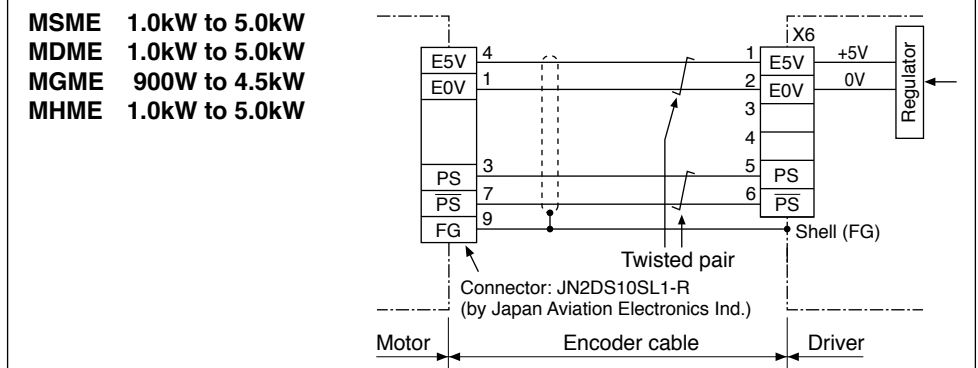 MSME 1.0kW to 5.0kW
MDME 1.0kW to 5.0kW
MGME 900W to 4.5kW
MHME 1.0kW to 5.0kW
X6
E5V 4 1 E5V +5V
E0V 1 2 E0V 0V
Regulator
3
4
PS 3 5 PS
P̅S̅ 7 6 P̅S̅
FG 9 Shell (FG)
Twisted pair
Connector: JN2DS10SL1-R
(by Japan Aviation Electronics Ind.)
Motor Encoder cable Driver